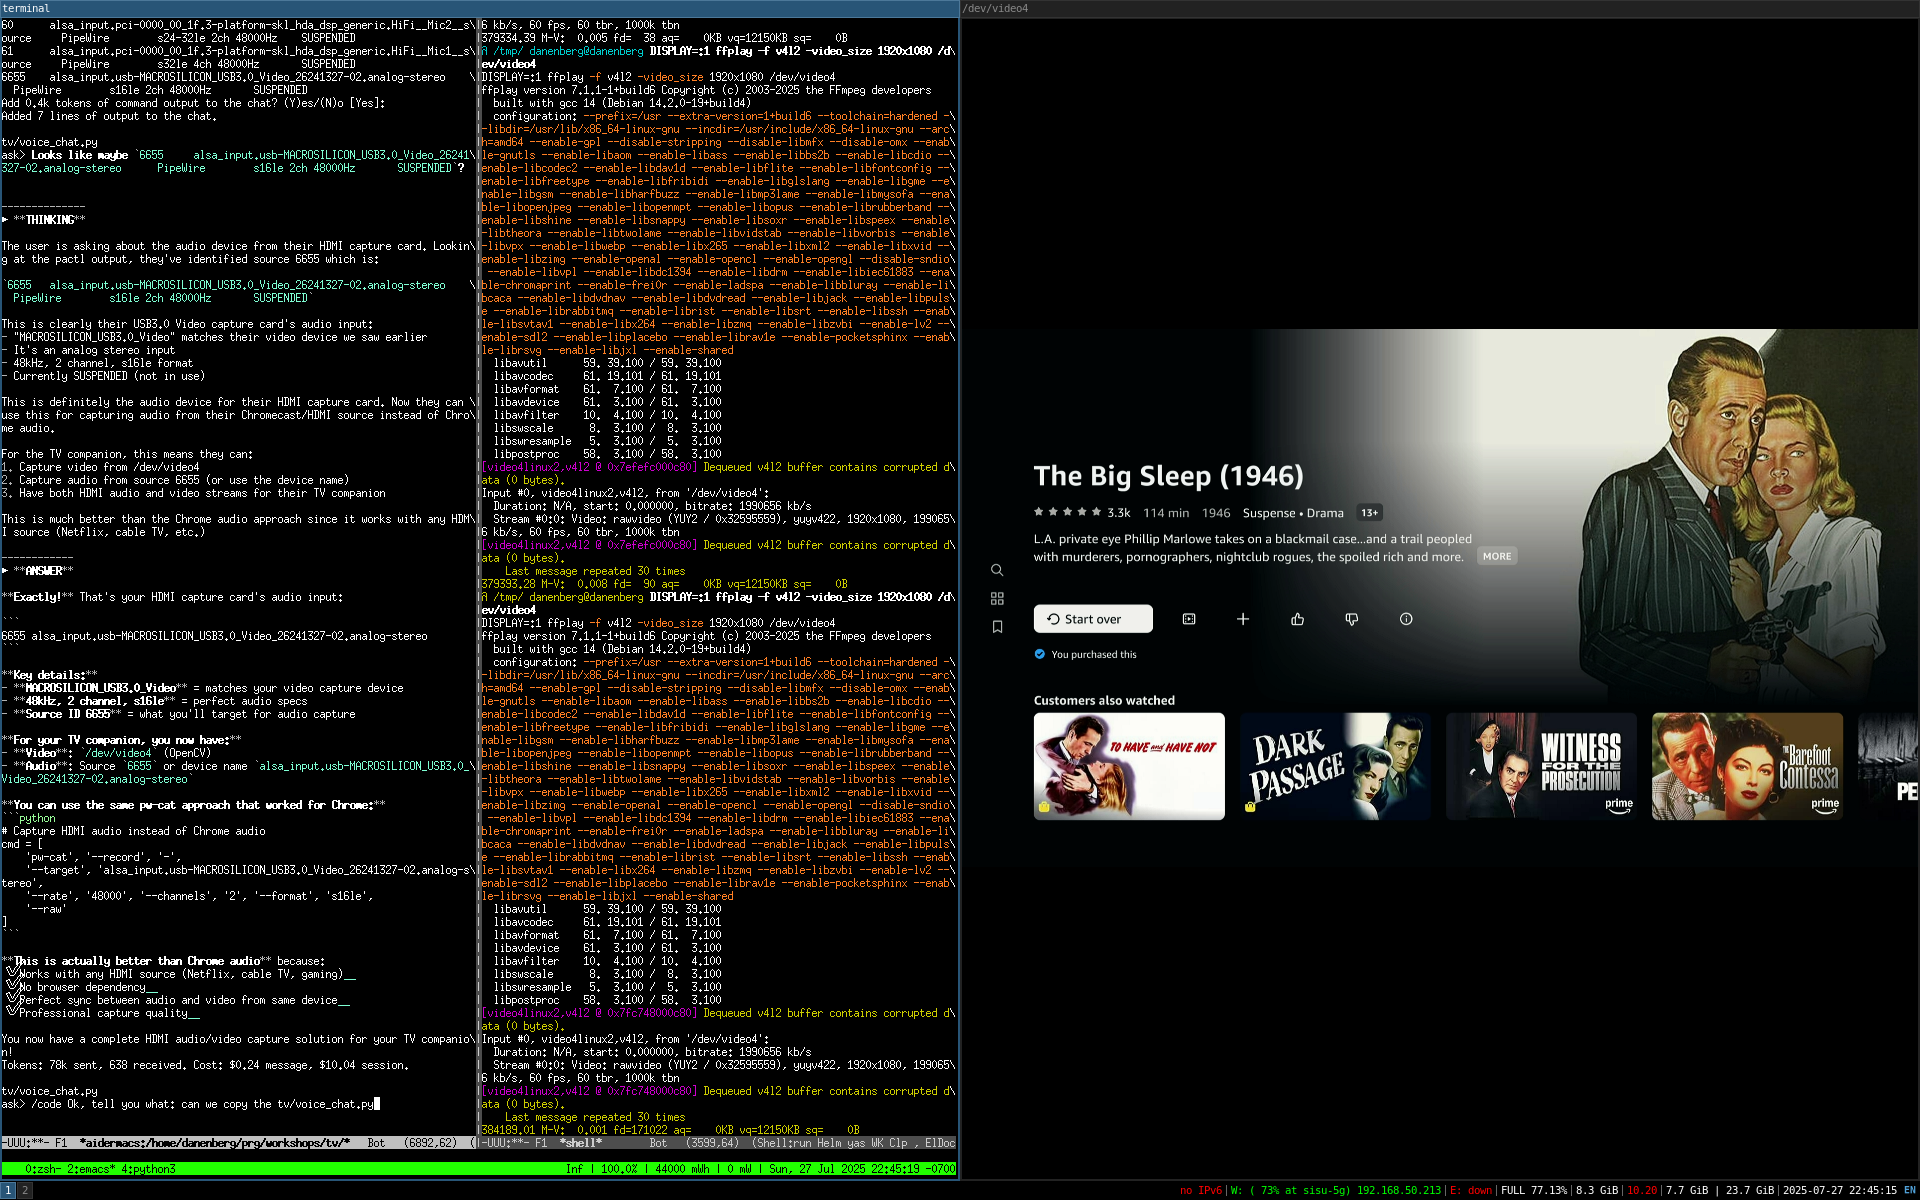 terminal
60      alsa_input.pci-0000_00_1f.3-platform-skl_hda_dsp_generic.HiFi__Mic2__s\
ource     PipeWire        s24-32le 2ch 48000Hz    SUSPENDED
61      alsa_input.pci-0000_00_1f.3-platform-skl_hda_dsp_generic.HiFi__Mic1__s\
ource     PipeWire        s32le 4ch 48000Hz       SUSPENDED
6655    alsa_input.usb-MACROSILICON_USB3.0_Video_26241327-02.analog-stereo    \
  PipeWire        s16le 2ch 48000Hz       SUSPENDED
Add 0.4k tokens of command output to the chat? (Y)es/(N)o [Yes]:
Added 7 lines of output to the chat.
tv/voice_chat.py
ask> Looks like maybe `6655     alsa_input.usb-MACROSILICON_USB3.0_Video_26241\
327-02.analog-stereo      PipeWire        s16le 2ch 48000Hz       SUSPENDED`?
--------------
► **THINKING**
The user is asking about the audio device from their HDMI capture card. Lookin\
g at the pactl output, they've identified source 6655 which is:
`6655    alsa_input.usb-MACROSILICON_USB3.0_Video_26241327-02.analog-stereo    \
  PipeWire        s16le 2ch 48000Hz       SUSPENDED`
This is clearly their USB3.0 Video capture card's audio input:
- "MACROSILICON_USB3.0_Video" matches their video device we saw earlier
- It's an analog stereo input
- 48kHz, 2 channel, s16le format
- Currently SUSPENDED (not in use)
This is definitely the audio device for their HDMI capture card. Now they can \
use this for capturing audio from their Chromecast/HDMI source instead of Chro\
me audio.
For the TV companion, this means they can:
1. Capture video from /dev/video4
2. Capture audio from source 6655 (or use the device name)
3. Have both HDMI audio and video streams for their TV companion
This is much better than the Chrome audio approach since it works with any HDM\
I source (Netflix, cable TV, etc.)
------------
► **ANSWER**
**Exactly!** That's your HDMI capture card's audio input:
```
6655 alsa_input.usb-MACROSILICON_USB3.0_Video_26241327-02.analog-stereo
```
**Key details:**
- **MACROSILICON_USB3.0_Video** = matches your video capture device
- **48kHz, 2 channel, s16le** = perfect audio specs
- **Source ID 6655** = what you'll target for audio capture
**For your TV companion, you now have:**
- **Video**: `/dev/video4` (OpenCV)
- **Audio**: Source `6655` or device name `alsa_input.usb-MACROSILICON_USB3.0_\
Video_26241327-02.analog-stereo`
**You can use the same pw-cat approach that worked for Chrome:**
```python
# Capture HDMI audio instead of Chrome audio
cmd = [
    'pw-cat', '--record', '-',
    '--target', 'alsa_input.usb-MACROSILICON_USB3.0_Video_26241327-02.analog-s\
tereo',
    '--rate', '48000', '--channels', '2', '--format', 's16le',
    '--raw'
]
```
**This is actually better than Chrome audio** because:
✓Works with any HDMI source (Netflix, cable TV, gaming)__
✓No browser dependency__
✓Perfect sync between audio and video from same device__
✓Professional capture quality__
You now have a complete HDMI audio/video capture solution for your TV companio\
n!
Tokens: 78k sent, 638 received. Cost: $0.24 message, $10.04 session.
tv/voice_chat.py
ask> /code Ok, tell you what: can we copy the tv/voice_chat.py
-UUU:**- F1  *aidermacs:/home/danenberg/prg/workshops/tv/*   Bot   (6892,62)  (
6 kb/s, 60 fps, 60 tbr, 1000k tbn
379334.39 M-V:  0.005 fd=  38 aq=    0KB vq=12150KB sq=    0B
A /tmp/ danenberg@danenberg DISPLAY=:1 ffplay -f v4l2 -video_size 1920x1080 /d\
ev/video4
DISPLAY=:1 ffplay -f v4l2 -video_size 1920x1080 /dev/video4
ffplay version 7.1.1-1+build6 Copyright (c) 2003-2025 the FFmpeg developers
  built with gcc 14 (Debian 14.2.0-19+build4)
  configuration: --prefix=/usr --extra-version=1+build6 --toolchain=hardened -\
-libdir=/usr/lib/x86_64-linux-gnu --incdir=/usr/include/x86_64-linux-gnu --arc\
h=amd64 --enable-gpl --disable-stripping --disable-libmfx --disable-omx --enab\
le-gnutls --enable-libaom --enable-libass --enable-libbs2b --enable-libcdio --\
enable-libcodec2 --enable-libdav1d --enable-libflite --enable-libfontconfig --\
enable-libfreetype --enable-libfribidi --enable-libglslang --enable-libgme --e\
nable-libgsm --enable-libharfbuzz --enable-libmp3lame --enable-libmysofa --ena\
ble-libopenjpeg --enable-libopenmpt --enable-libopus --enable-librubberband --\
enable-libshine --enable-libsnappy --enable-libsoxr --enable-libspeex --enable\
-libtheora --enable-libtwolame --enable-libvidstab --enable-libvorbis --enable\
-libvpx --enable-libwebp --enable-libx265 --enable-libxml2 --enable-libxvid --\
enable-libzimg --enable-openal --enable-opencl --enable-opengl --disable-sndio\
 --enable-libvpl --enable-libdc1394 --enable-libdrm --enable-libiec61883 --ena\
ble-chromaprint --enable-frei0r --enable-ladspa --enable-libbluray --enable-li\
bcaca --enable-libdvdnav --enable-libdvdread --enable-libjack --enable-libpuls\
e --enable-librabbitmq --enable-librist --enable-libsrt --enable-libssh --enab\
le-libsvtav1 --enable-libx264 --enable-libzmq --enable-libzvbi --enable-lv2 --\
enable-sdl2 --enable-libplacebo --enable-librav1e --enable-pocketsphinx --enab\
le-librsvg --enable-libjxl --enable-shared
  libavutil      59. 39.100 / 59. 39.100
  libavcodec     61. 19.101 / 61. 19.101
  libavformat    61.  7.100 / 61.  7.100
  libavdevice    61.  3.100 / 61.  3.100
  libavfilter    10.  4.100 / 10.  4.100
  libswscale      8.  3.100 /  8.  3.100
  libswresample   5.  3.100 /  5.  3.100
  libpostproc    58.  3.100 / 58.  3.100
[video4linux2,v4l2 @ 0x7efefc000c80] Dequeued v4l2 buffer contains corrupted d\
ata (0 bytes).
Input #0, video4linux2,v4l2, from '/dev/video4':
  Duration: N/A, start: 0.000000, bitrate: 1990656 kb/s
  Stream #0:0: Video: rawvideo (YUY2 / 0x32595559), yuyv422, 1920x1080, 199065\
6 kb/s, 60 fps, 60 tbr, 1000k tbn
[video4linux2,v4l2 @ 0x7efefc000c80] Dequeued v4l2 buffer contains corrupted d\
ata (0 bytes).
    Last message repeated 30 times
379393.28 M-V:  0.008 fd=  90 aq=    0KB vq=12150KB sq=    0B
A /tmp/ danenberg@danenberg DISPLAY=:1 ffplay -f v4l2 -video_size 1920x1080 /d\
ev/video4
DISPLAY=:1 ffplay -f v4l2 -video_size 1920x1080 /dev/video4
ffplay version 7.1.1-1+build6 Copyright (c) 2003-2025 the FFmpeg developers
  built with gcc 14 (Debian 14.2.0-19+build4)
  configuration: --prefix=/usr --extra-version=1+build6 --toolchain=hardened -\
-libdir=/usr/lib/x86_64-linux-gnu --incdir=/usr/include/x86_64-linux-gnu --arc\
h=amd64 --enable-gpl --disable-stripping --disable-libmfx --disable-omx --enab\
le-gnutls --enable-libaom --enable-libass --enable-libbs2b --enable-libcdio --\
enable-libcodec2 --enable-libdav1d --enable-libflite --enable-libfontconfig --\
enable-libfreetype --enable-libfribidi --enable-libglslang --enable-libgme --e\
nable-libgsm --enable-libharfbuzz --enable-libmp3lame --enable-libmysofa --ena\
ble-libopenjpeg --enable-libopenmpt --enable-libopus --enable-librubberband --\
enable-libshine --enable-libsnappy --enable-libsoxr --enable-libspeex --enable\
-libtheora --enable-libtwolame --enable-libvidstab --enable-libvorbis --enable\
-libvpx --enable-libwebp --enable-libx265 --enable-libxml2 --enable-libxvid --\
enable-libzimg --enable-openal --enable-opencl --enable-opengl --disable-sndio\
 --enable-libvpl --enable-libdc1394 --enable-libdrm --enable-libiec61883 --ena\
ble-chromaprint --enable-frei0r --enable-ladspa --enable-libbluray --enable-li\
bcaca --enable-libdvdnav --enable-libdvdread --enable-libjack --enable-libpuls\
e --enable-librabbitmq --enable-librist --enable-libsrt --enable-libssh --enab\
le-libsvtav1 --enable-libx264 --enable-libzmq --enable-libzvbi --enable-lv2 --\
enable-sdl2 --enable-libplacebo --enable-librav1e --enable-pocketsphinx --enab\
le-librsvg --enable-libjxl --enable-shared
  libavutil      59. 39.100 / 59. 39.100
  libavcodec     61. 19.101 / 61. 19.101
  libavformat    61.  7.100 / 61.  7.100
  libavdevice    61.  3.100 / 61.  3.100
  libavfilter    10.  4.100 / 10.  4.100
  libswscale      8.  3.100 /  8.  3.100
  libswresample   5.  3.100 /  5.  3.100
  libpostproc    58.  3.100 / 58.  3.100
[video4linux2,v4l2 @ 0x7fc748000c80] Dequeued v4l2 buffer contains corrupted d\
ata (0 bytes).
Input #0, video4linux2,v4l2, from '/dev/video4':
  Duration: N/A, start: 0.000000, bitrate: 1990656 kb/s
  Stream #0:0: Video: rawvideo (YUY2 / 0x32595559), yuyv422, 1920x1080, 199065\
6 kb/s, 60 fps, 60 tbr, 1000k tbn
[video4linux2,v4l2 @ 0x7fc748000c80] Dequeued v4l2 buffer contains corrupted d\
ata (0 bytes).
    Last message repeated 30 times
384189.01 M-V:  0.001 fd=171022 aq=    0KB vq=12150KB sq=    0B
-UUU:**- F1  *shell*        Bot   (3599,64)  (Shell:run Helm yas WK Clp , ElDoc
0:zsh- 2:emacs* 4:python3
Inf | 100.0% | 44000 mWh | 0 mW | Sun, 27 Jul 2025 22:45:19 -0700
/dev/video4
The Big Sleep (1946)
3.3k 114 min 1946 Suspense • Drama 13+
L.A. private eye Phillip Marlowe takes on a blackmail case...and a trail peopled
with murderers, pornographers, nightclub rogues, the spoiled rich and more. MORE
Start over
You purchased this
Customers also watched
TO HAVE and HAVE NOT
DARK PASSAGE
WITNESS FOR THE PROSECUTION
prime
THE Barefoot Contessa
prime
PE
1 2
no IPv6|W: ( 73% at sisu-5g) 192.168.50.213|E: down|FULL 77.13%|8.3 GiB|10.20|7.7 GiB | 23.7 GiB|2025-07-27 22:45:15 EN